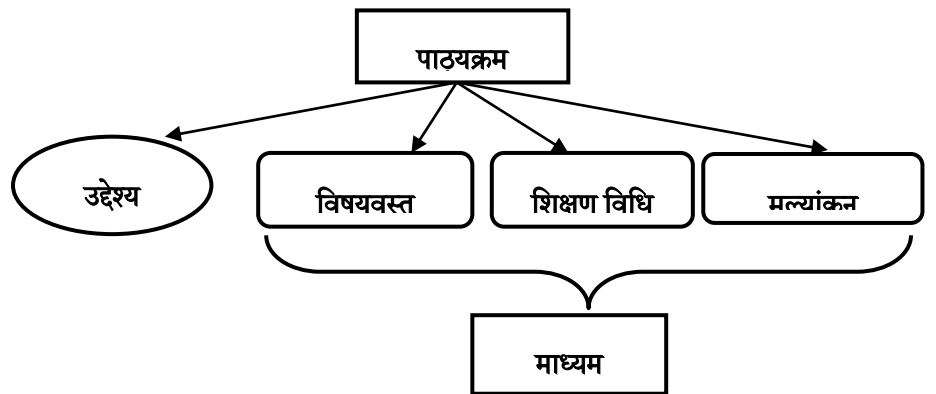 पाठ्यक्रम
उद्देश्य
विषयवस्त
शिक्षण विधि
मल्यांकन
माध्यम